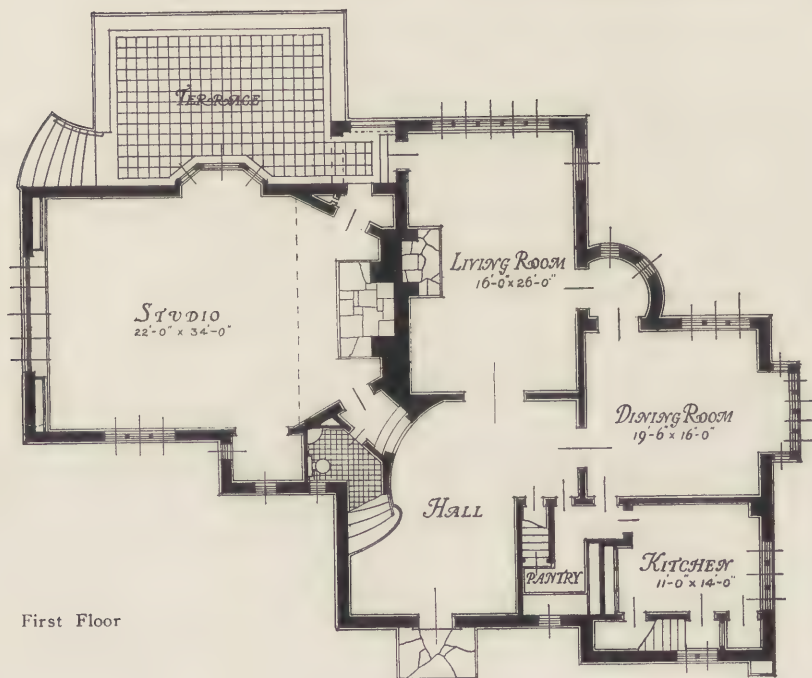 TERRACE
LIVING ROOM
16'-0" x 26'-0"
STUDIO
22'-0" x 34'-0"
DINING ROOM
19'-6" x 16'-0"
HALL
KITCHEN
11'-0" x 14'-0"
PANTRY
First Floor